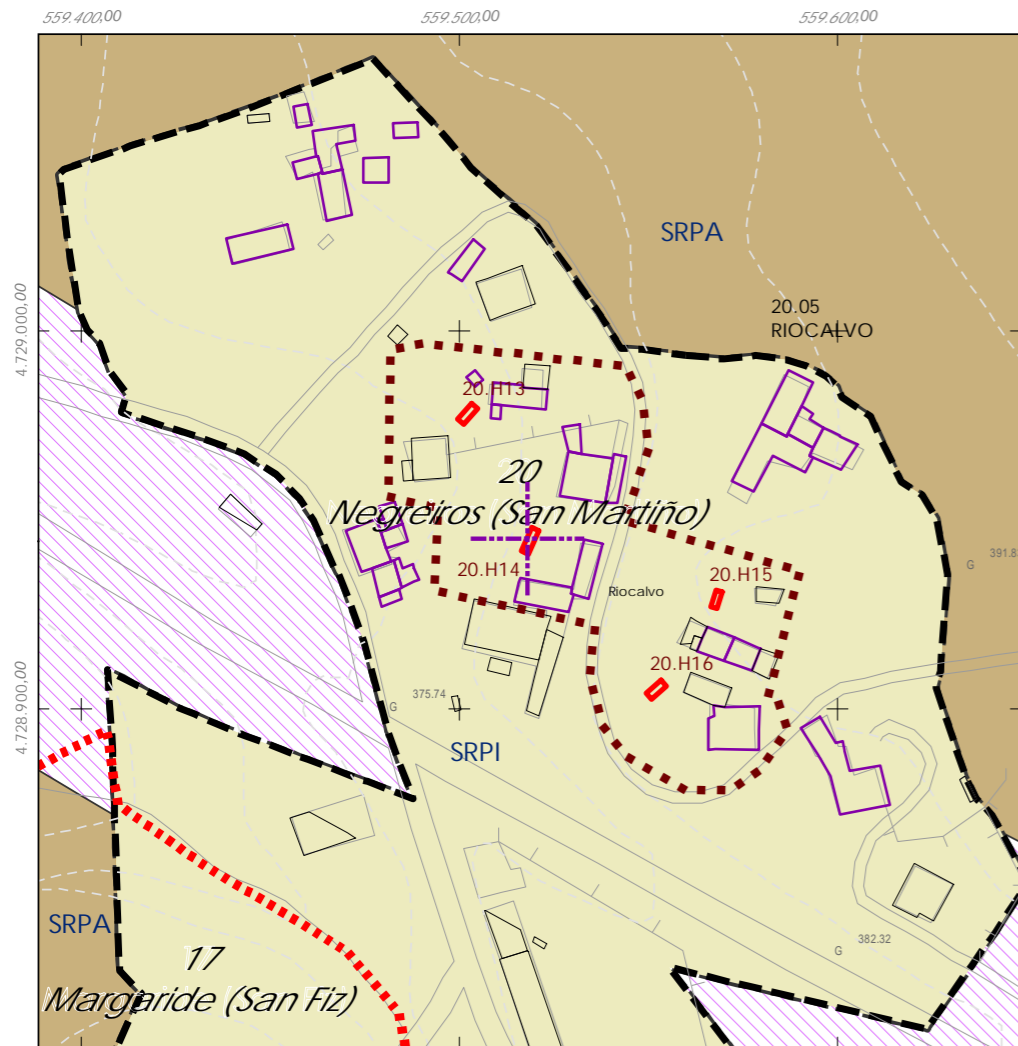 559.400,00
559.500,00
559.600,00
SRPA
4.729.000,00
20.05
RIOCALVO
20.H13
20
Negreiros (San Martiño)
391.8
G
20.H14
20.H15
Riocalvo
20.H16
375.74
G
4.728.900,00
SRPI
SRPA
382.32
G
17
Margaride (San Fiz)